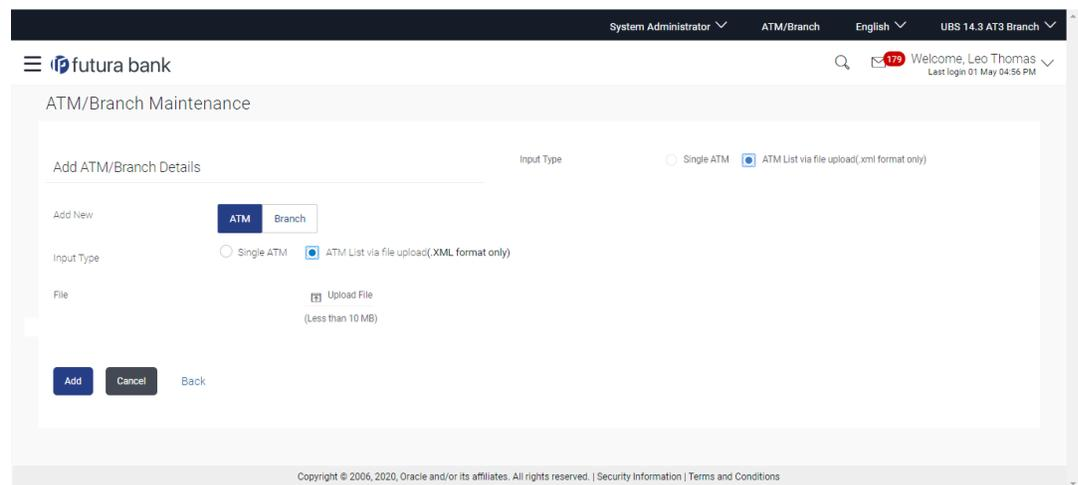 System Administrator ATM/Branch English UBS 14.3 AT3 Branch
futura bank 179 Welcome, Leo Thomas
Last login 01 May 04:56 PM
ATM/Branch Maintenance
Add ATM/Branch Details
Input Type Single ATM ATM List via file upload(.xml format only)
Add New ATM Branch
Input Type Single ATM ATM List via file upload(.XML format only)
File Upload File
(Less than 10 MB)
Add Cancel Back
Copyright © 2006, 2020, Oracle and/or its affiliates. All rights reserved. | Security Information | Terms and Conditions